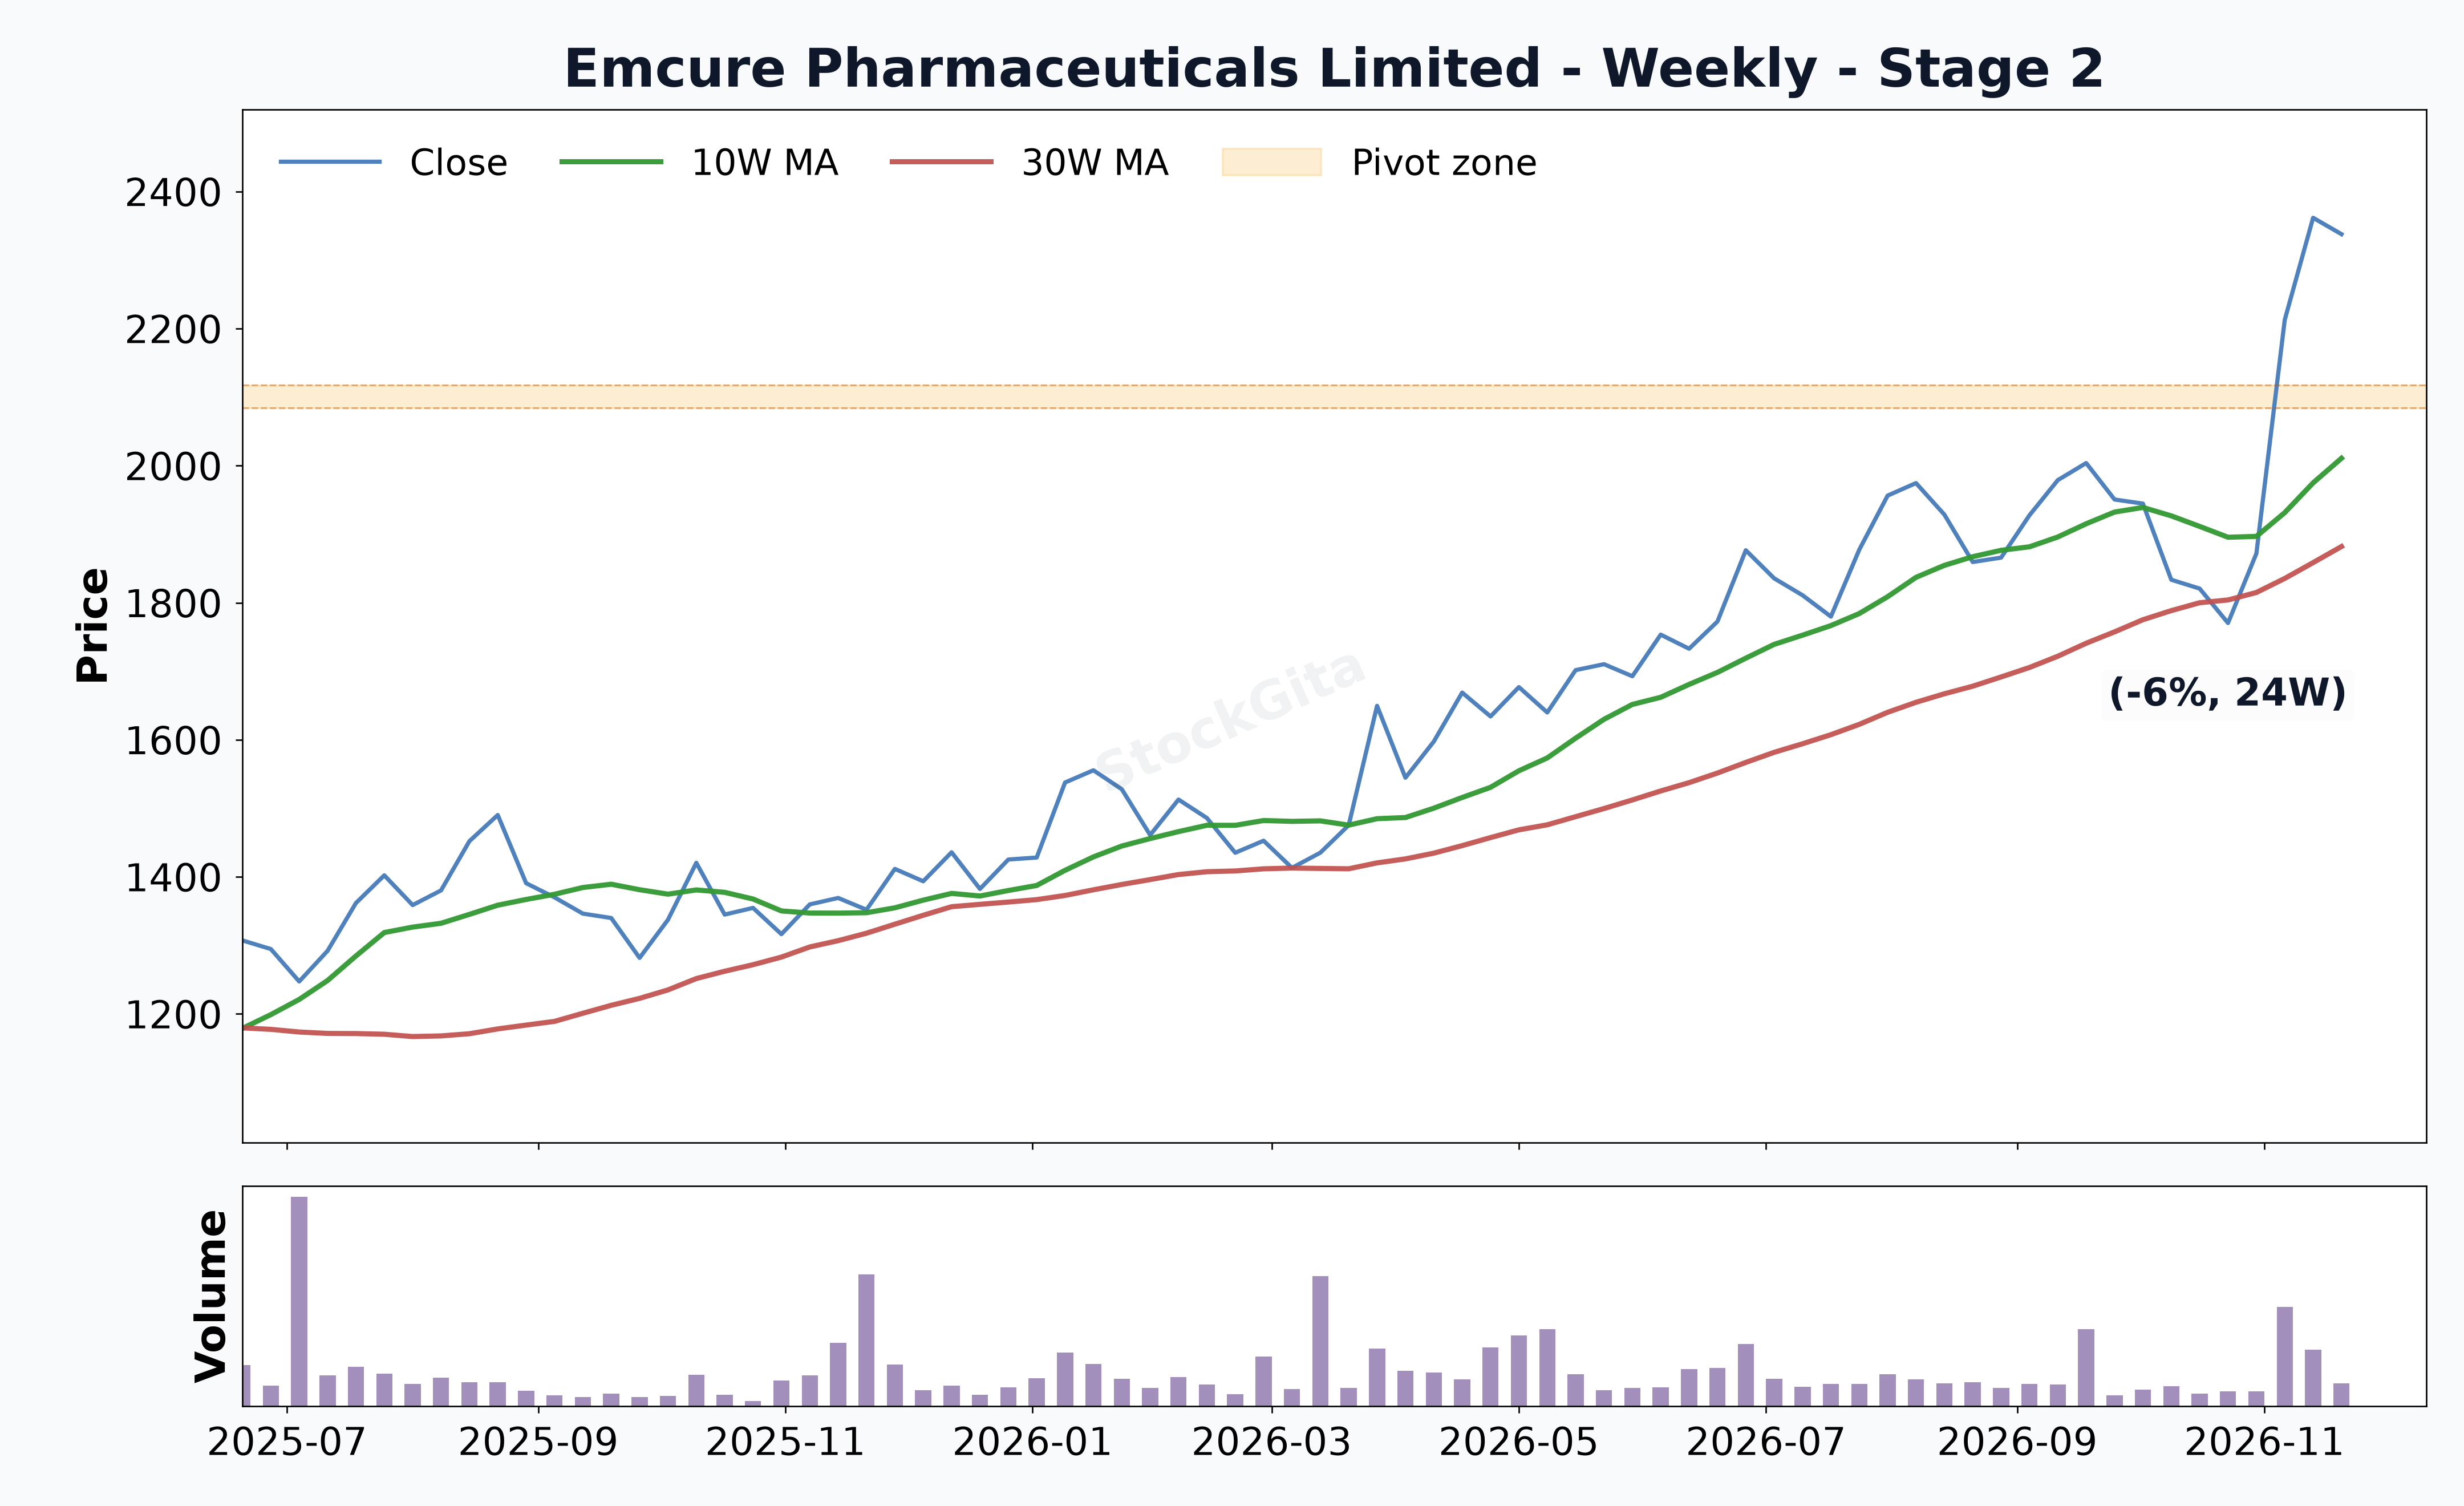 Emcure Pharmaceuticals Limited - Weekly - Stage 2
Close 10W MA 30W MA Pivot zone
2400
2200
2000
1800
1600
1400
1200
Price
StockGita
(-6%, 24W)
Volume
2025-07 2025-09 2025-11 2026-01 2026-03 2026-05 2026-07 2026-09 2026-11